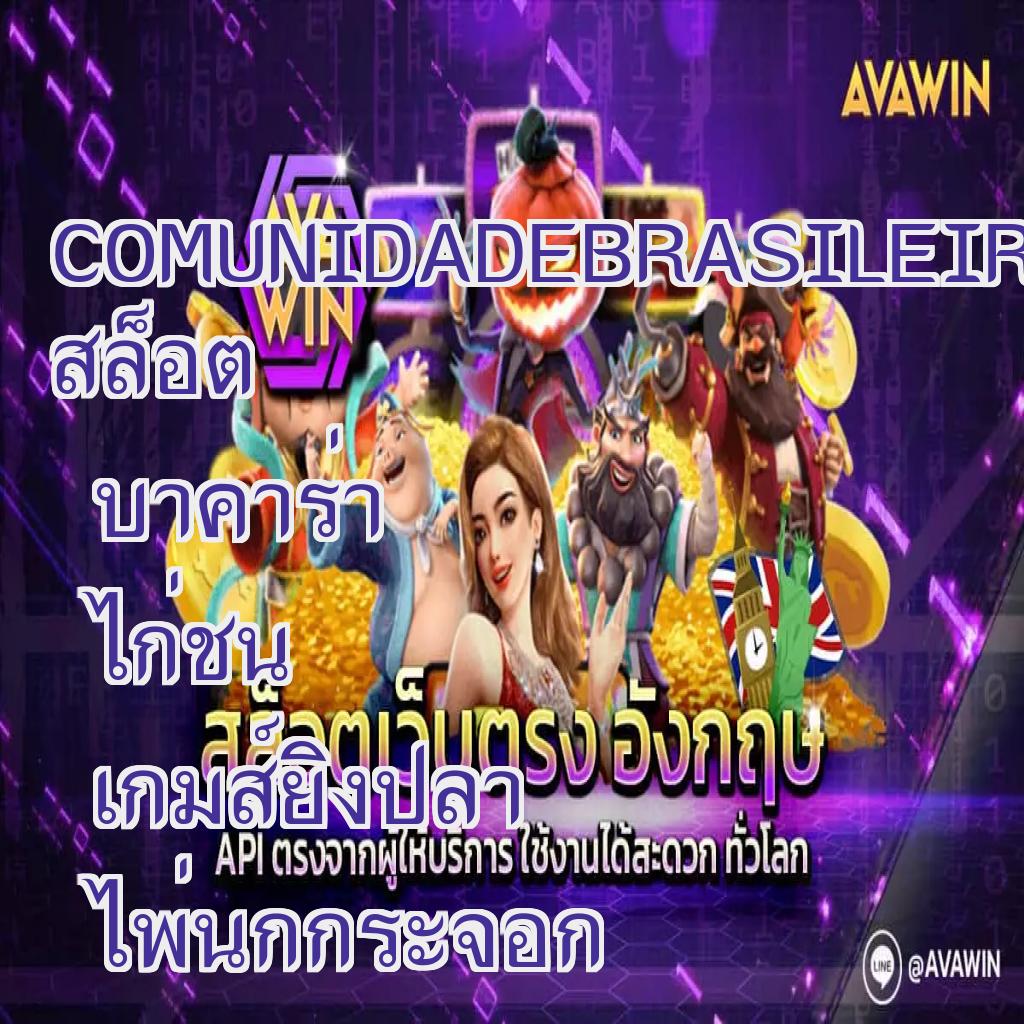 AVAWIN
AVA
WIN
COMUNIDADEBRASILEIR
สล็อต
บาคาร่า
ไก่ชน
สล็อตเว็บตรง อังกฤษ
เกมส์ยิงปลา
API ตรงจากผู้ให้บริการ ใช้งานได้สะดวก ทั่วโลก
ไพ่นกกระจอก
LINE @AVAWIN